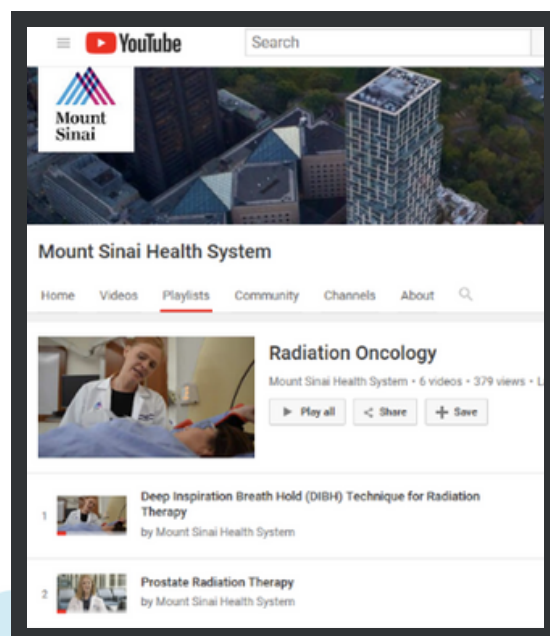 YouTube
Search
Mount
Sinai
Mount Sinai Health System
Home Videos Playlists Community Channels About
Radiation Oncology
Mount Sinai Health System • 6 videos • 379 views • L
Play all Share Save
1
Deep Inspiration Breath Hold (DIBH) Technique for Radiation
Therapy
by Mount Sinai Health System
2
Prostate Radiation Therapy
by Mount Sinai Health System